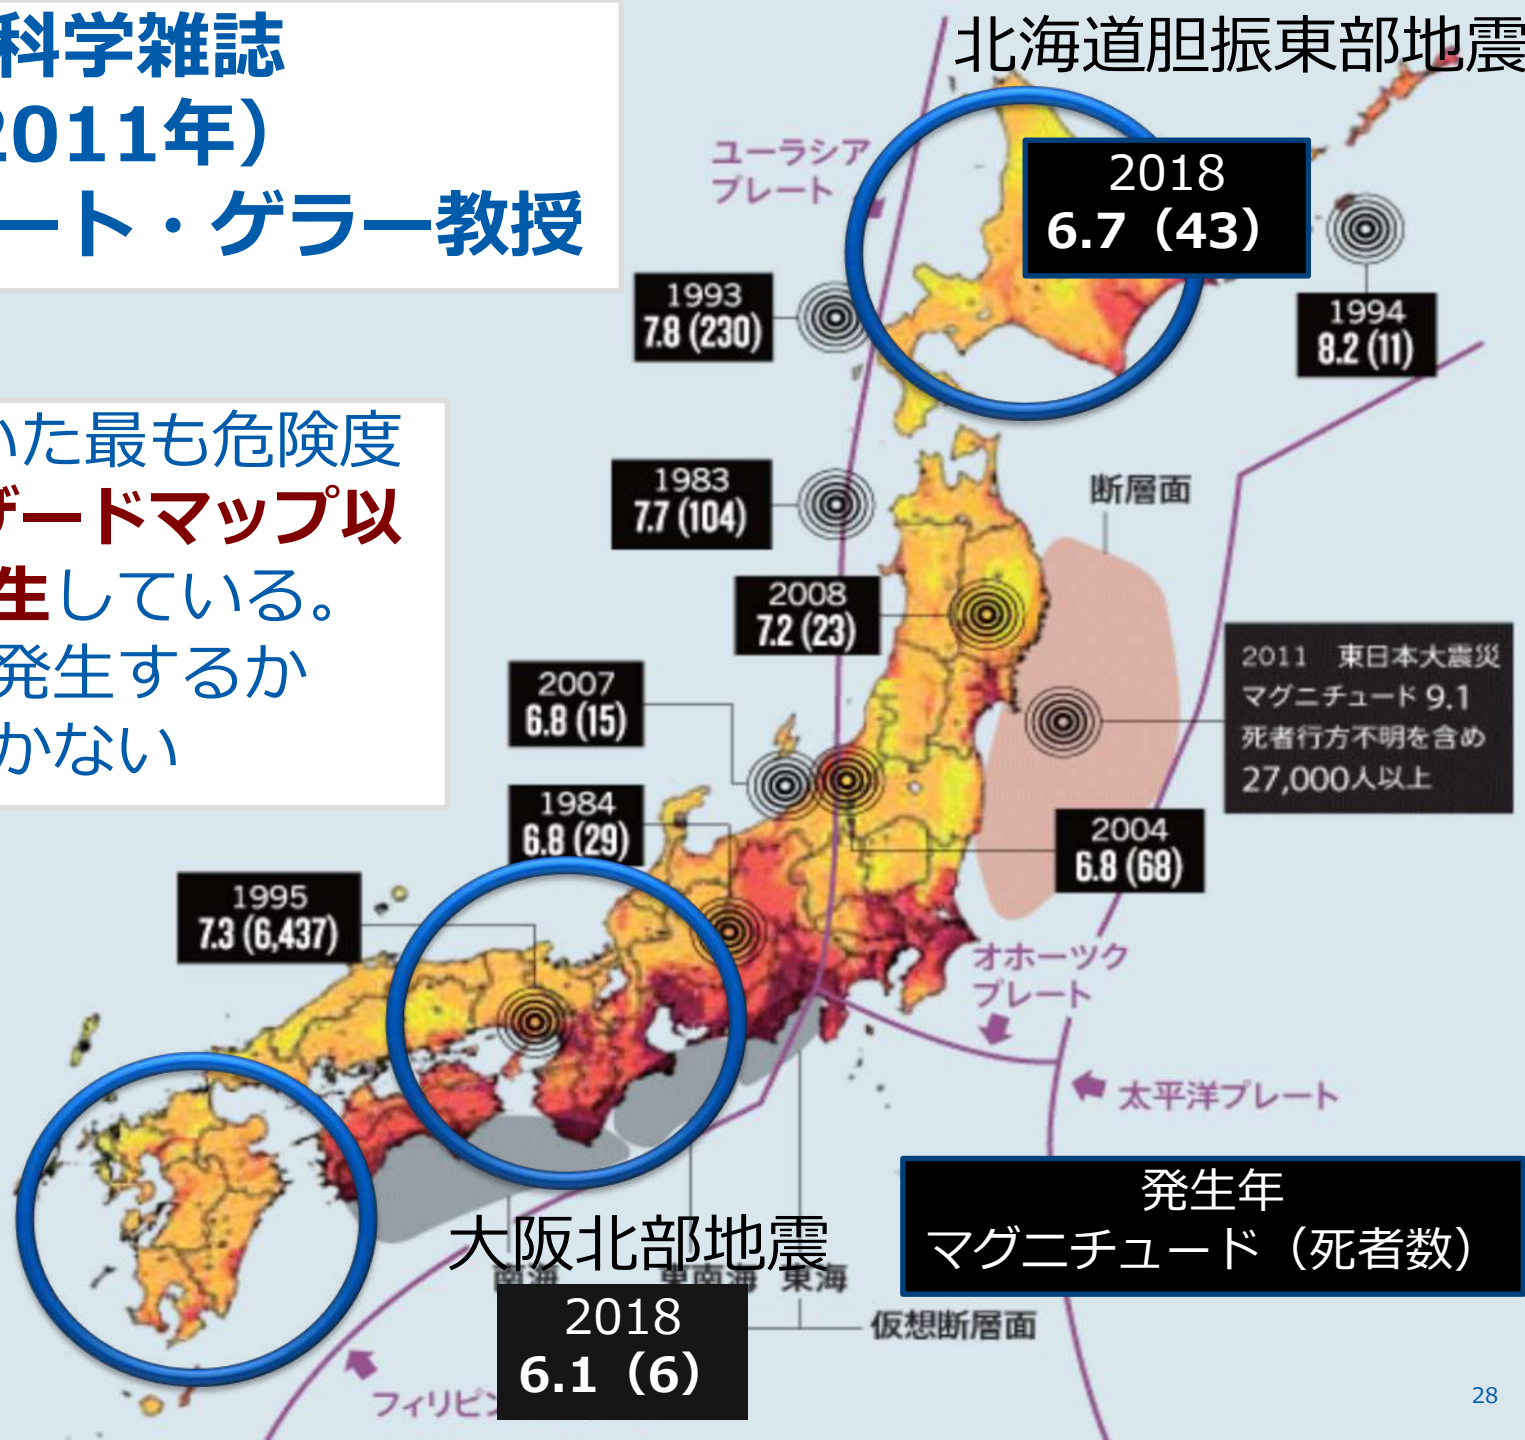 科学雑誌
2011年）
ート・ゲラー教授
いた最も危険度
ザードマップ以
生している。
発生するか
かない
北海道胆振東部地震
ユーラシア
プレート
2018
6.7（43）
1993
7.8 (230)
1994
8.2 (11)
1983
7.7 (104)
断層面
2008
7.2 (23)
2007
6.8 (15)
2011 東日本大震災
マグニチュード 9.1
死者行方不明を含め
27,000人以上
1984
6.8 (29)
2004
6.8 (68)
1995
7.3 (6,437)
オホーツク
プレート
太平洋プレート
発生年
マグニチュード（死者数）
大阪北部地震
南海
東南海
東海
2018
6.1（6）
仮想断層面
フィリピン
28